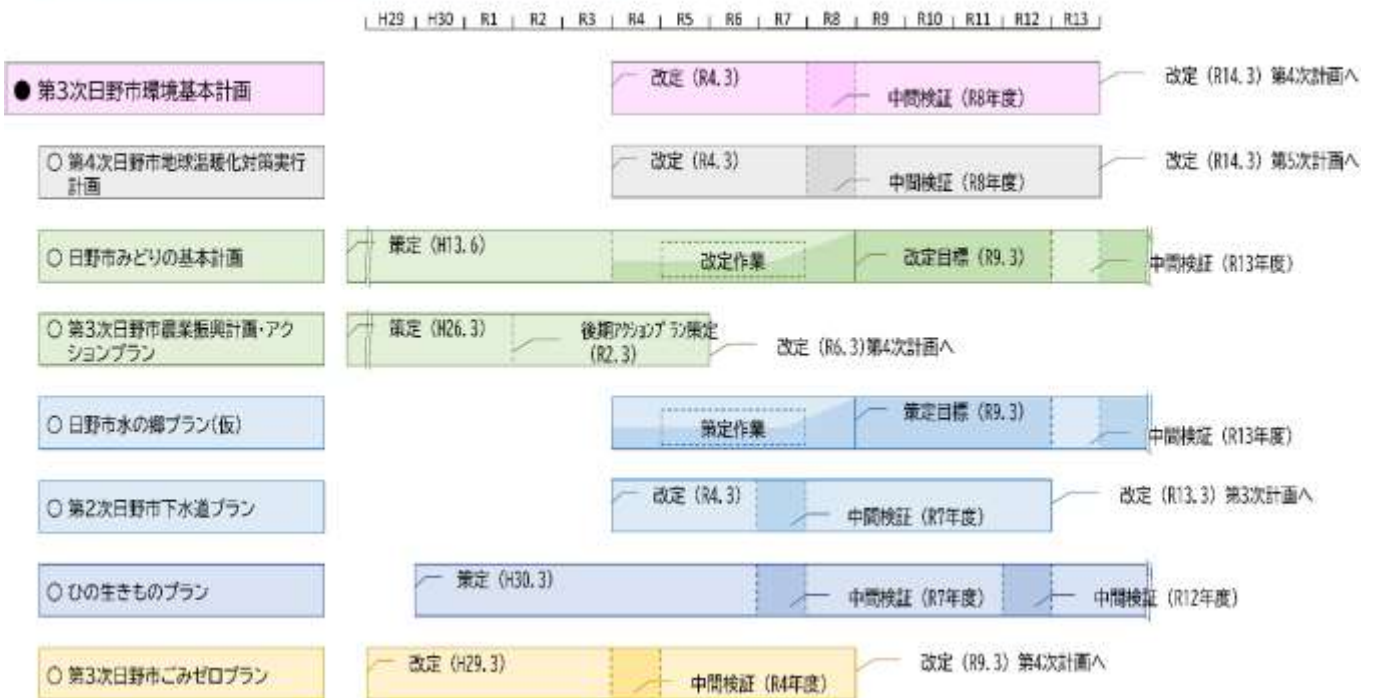 H29 H30 R1 R2 R3 R4 R5 R6 R7 R8 R9 R10 R11 R12 R13
● 第3次日野市環境基本計画
改定 (R4.3)
中間検証 (R8年度)
改定 (R14.3) 第4次計画へ
○ 第4次日野市地球温暖化対策実行
計画
改定 (R4.3)
中間検証 (R8年度)
改定 (R14.3) 第5次計画へ
○ 日野市みどりの基本計画
策定 (H13.6)
改定作業
改定目標 (R9.3)
中間検証 (R13年度)
○ 第3次日野市農業振興計画・アク
ションプラン
策定 (H26.3)
後期アクションプラン策定
(R2.3)
改定 (R6.3)第4次計画へ
○ 日野市水の郷プラン(仮)
策定作業
策定目標 (R9.3)
中間検証 (R13年度)
○ 第2次日野市下水道プラン
改定 (R4.3)
中間検証 (R7年度)
改定 (R13.3) 第3次計画へ
○ ひの生きものプラン
策定 (H30.3)
中間検証 (R7年度)
中間検証 (R12年度)
○ 第3次日野市ごみゼロプラン
改定 (H29.3)
中間検証 (R4年度)
改定 (R9.3) 第4次計画へ